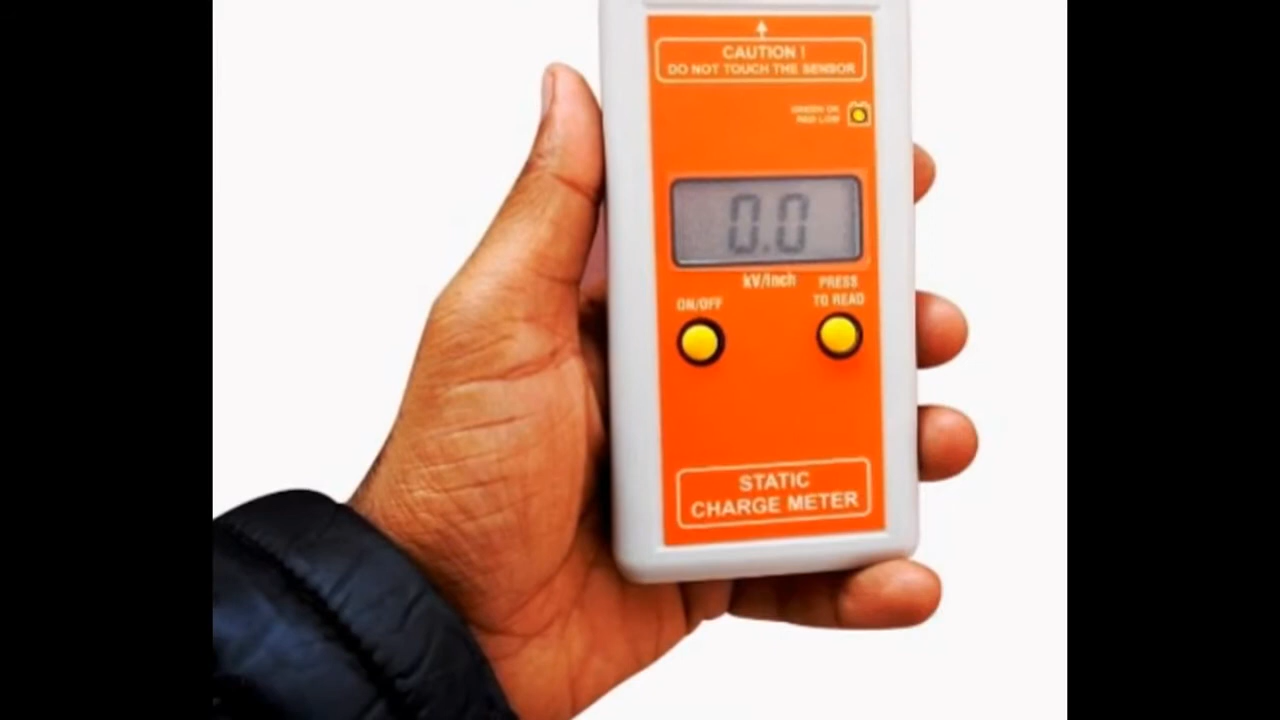 CAUTION !
DO NOT TOUCH THE SENSOR
GREEN OK
RED LOW
0.0
kV/Inch
PRESS
TO READ
ON/OFF
STATIC
CHARGE METER